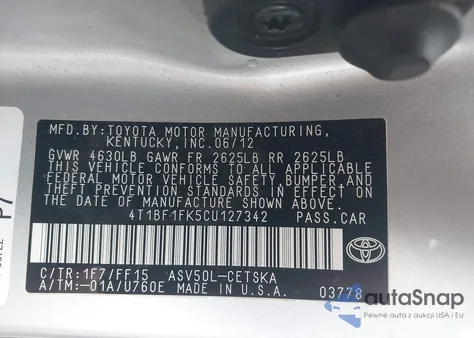 MFD.BY:TOYOTA MOTOR MANUFACTURING,
KENTUCKY,INC.06/12
GVWR 4630LB GAWR FR 2625LB RR 2625LB
THIS VEHICLE CONFORMS TO ALL APPLICABLE
FEDERAL MOTOR VEHICLE SAFETY,BUMPER AND
THEFT PREVENTION STANDARDS IN EFFECT ON
THE DATE OF MANUFACTURE SHOWN ABOVE.
4T1BF1FK5CU127342 PASS.CAR
C/TR:1F7/FF15 ASV50L-CETSKA
A/TM:-01A/U760E MADE IN U.S.A. 03778
P7
autaSnap
Pewne auta z aukcji USA i EU